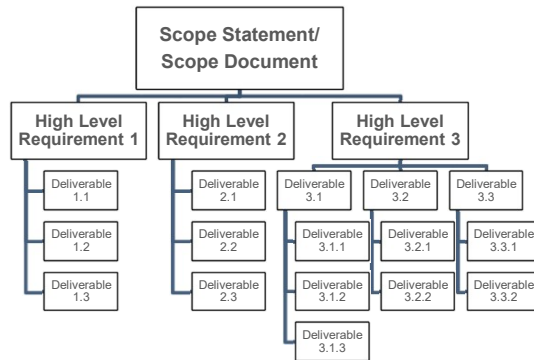 Scope Statement/
Scope Document
High Level
Requirement 1
High Level
Requirement 2
High Level
Requirement 3
Deliverable
1.1
Deliverable
1.2
Deliverable
1.3
Deliverable
2.1
Deliverable
2.2
Deliverable
2.3
Deliverable
3.1
Deliverable
3.2
Deliverable
3.3
Deliverable
3.1.1
Deliverable
3.1.2
Deliverable
3.1.3
Deliverable
3.2.1
Deliverable
3.2.2
Deliverable
3.3.1
Deliverable
3.3.2